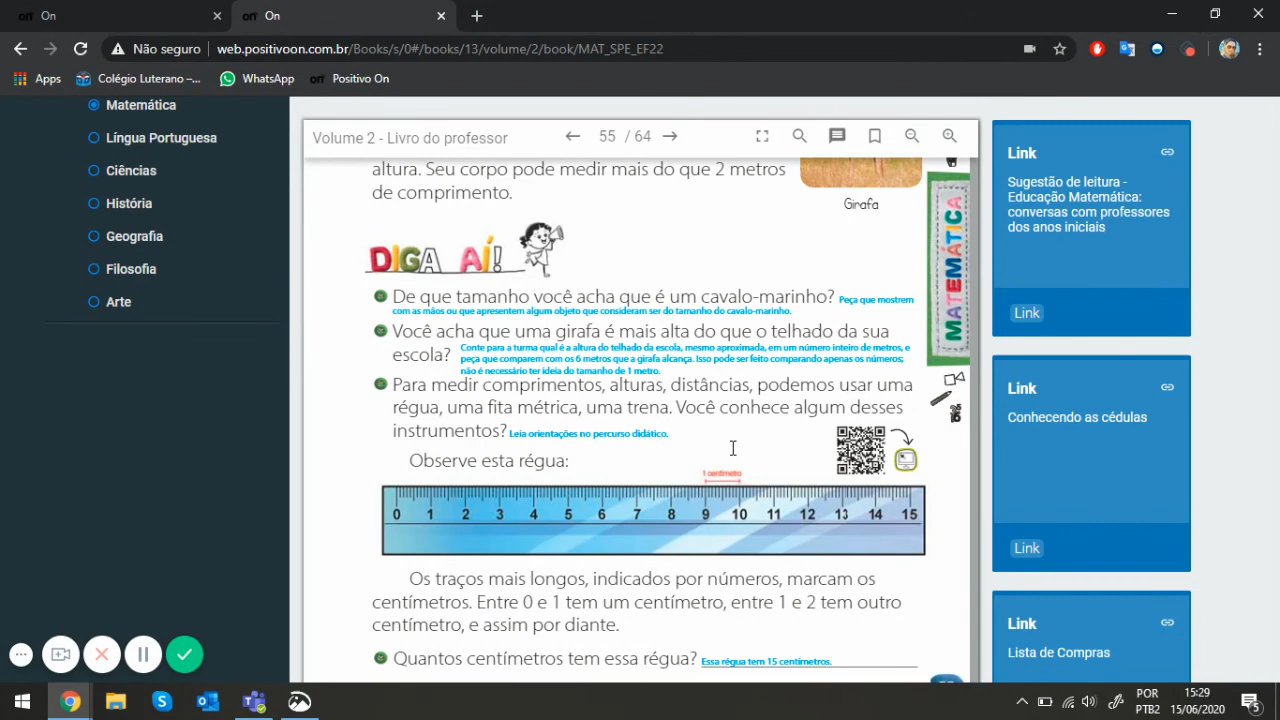 On
On
Não seguro
web.positivoon.com.br/Books/s/0#/books/13/volume/2/book/MAT_SPE_EF22
Apps
Colégio Luterano –...
WhatsApp
Positivo On
Matemática
Língua Portuguesa
Ciências
História
Geografia
Filosofia
Arte
Volume 2 - Livro do professor
55 / 64
altura. Seu corpo pode medir mais do que 2 metros
de comprimento.
Girafa
MATEMÁTICA
DIGA AÍ!
De que tamanho você acha que é um cavalo-marinho? Peça que mostrem
com as mãos ou que apresentem algum objeto que consideram ser do tamanho do cavalo-marinho.
Você acha que uma girafa é mais alta do que o telhado da sua
escola? Conte para a turma qual é a altura do telhado da escola, mesmo aproximada, em um número inteiro de metros, e
peça que comparem com os 6 metros que a girafa alcança. Isso pode ser feito comparando apenas os números;
não é necessário ter ideia do tamanho de 1 metro.
Para medir comprimentos, alturas, distâncias, podemos usar uma
régua, uma fita métrica, uma trena. Você conhece algum desses
instrumentos? Leia orientações no percurso didático.
Observe esta régua:
1 centímetro
0 1 2 3 4 5 6 7 8 9 10 11 12 13 14 15
Os traços mais longos, indicados por números, marcam os
centímetros. Entre 0 e 1 tem um centímetro, entre 1 e 2 tem outro
centímetro, e assim por diante.
Quantos centímetros tem essa régua? Essa régua tem 15 centímetros.
Link
Sugestão de leitura -
Educação Matemática:
conversas com professores
dos anos iniciais
Link
Link
Conhecendo as cédulas
Link
Link
Lista de Compras
POR
PTB2
15:29
15/06/2020
5